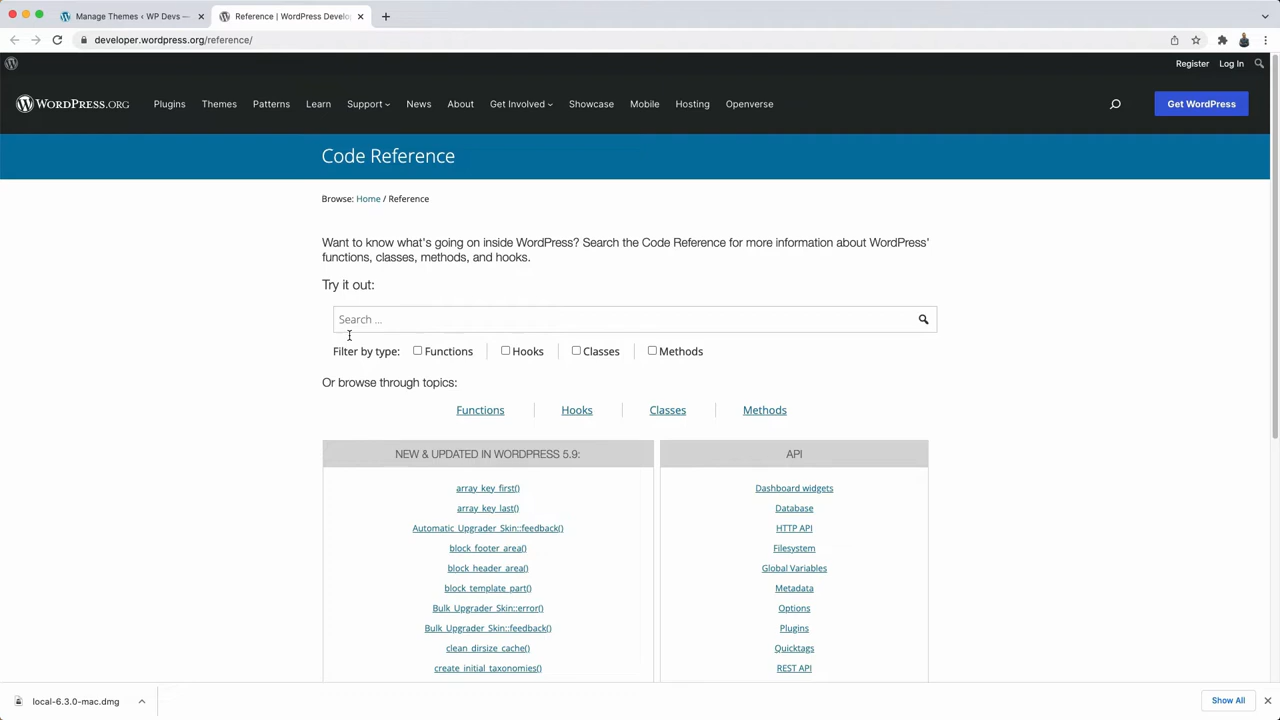 Manage Themes ‹ WP Devs —
Reference | WordPress Develo
developer.wordpress.org/reference/
Register
Log In
WORDPRESS.ORG
Plugins
Themes
Patterns
Learn
Support
News
About
Get Involved
Showcase
Mobile
Hosting
Openverse
Get WordPress
Code Reference
Browse: Home / Reference
Want to know what's going on inside WordPress? Search the Code Reference for more information about WordPress'
functions, classes, methods, and hooks.
Try it out:
Search ...
Filter by type:
Functions
Hooks
Classes
Methods
Or browse through topics:
Functions
Hooks
Classes
Methods
NEW & UPDATED IN WORDPRESS 5.9:
array_key_first()
array_key_last()
Automatic_Upgrader_Skin::feedback()
block_footer_area()
block_header_area()
block_template_part()
Bulk_Upgrader_Skin::error()
Bulk_Upgrader_Skin::feedback()
clean_dirsize_cache()
create_initial_taxonomies()
API
Dashboard widgets
Database
HTTP API
Filesystem
Global Variables
Metadata
Options
Plugins
Quicktags
REST API
local-6.3.0-mac.dmg
Show All